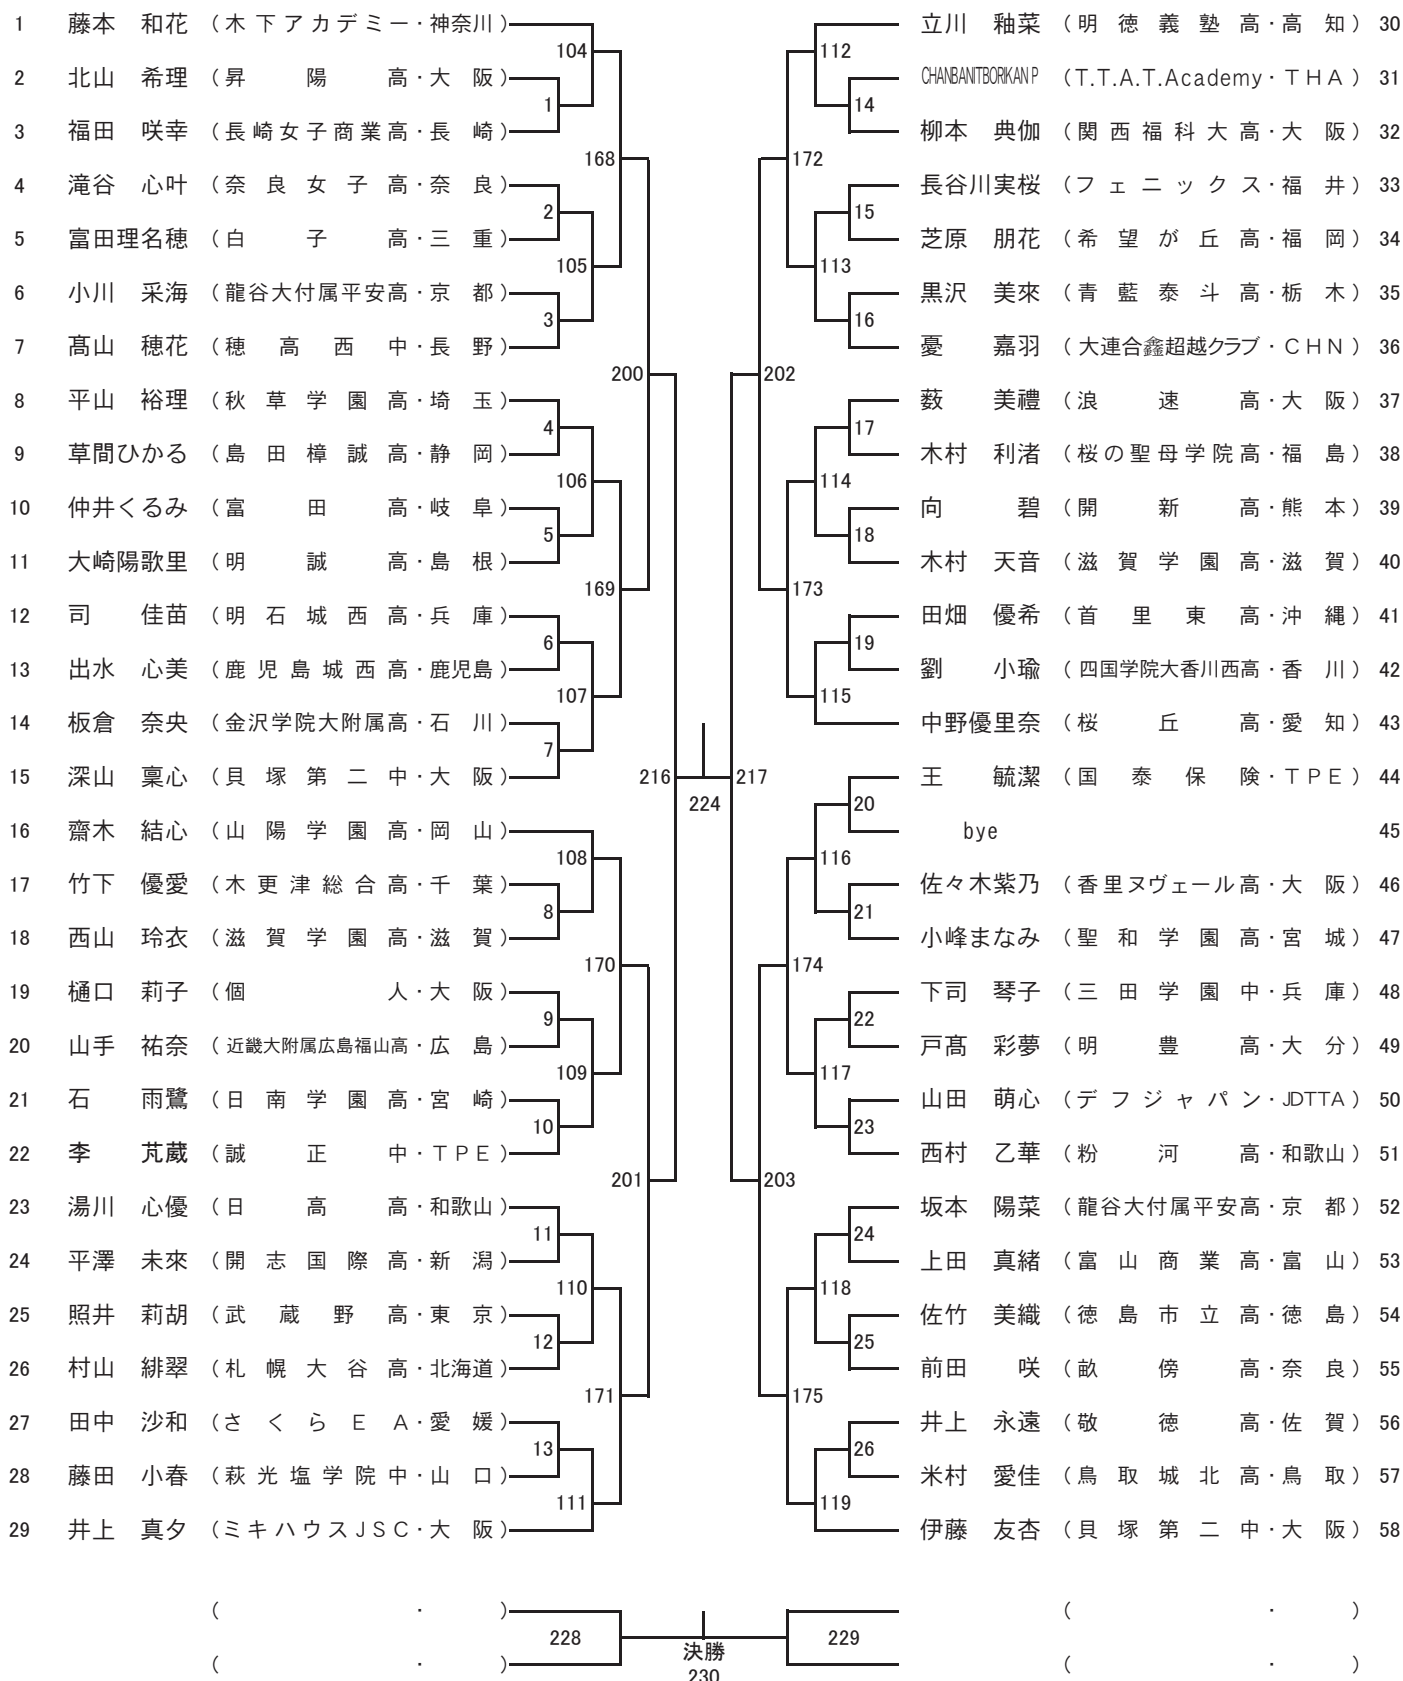 1 藤本 和花 (木下アカデミー・神奈川)
104
2 北山 希理 (昇陽高・大阪)
1
3 福田 咲幸 (長崎女子商業高・長崎)
168
4 滝谷 心叶 (奈良女子高・奈良)
2
5 富田理名穂 (白子高・三重)
105
6 小川 采海 (龍谷大付属平安高・京都)
3
7 髙山 穂花 (穂高西中・長野)
200
8 平山 裕理 (秋草学園高・埼玉)
4
9 草間ひかる (島田樟誠高・静岡)
106
10 仲井くるみ (富田高・岐阜)
5
11 大崎陽歌里 (明誠高・島根)
169
12 司 佳苗 (明石城西高・兵庫)
6
13 出水 心美 (鹿児島城西高・鹿児島)
107
14 板倉 奈央 (金沢学院大附属高・石川)
7
15 深山 稟心 (貝塚第二中・大阪)
216
16 齋木 結心 (山陽学園高・岡山)
108
17 竹下 優愛 (木更津総合高・千葉)
8
18 西山 玲衣 (滋賀学園高・滋賀)
170
19 樋口 莉子 (個人・大阪)
9
20 山手 祐奈 (近畿大附属広島福山高・広島)
109
21 石 雨鷺 (日南学園高・宮崎)
10
22 李 芃葳 (誠正中・TPE)
201
23 湯川 心優 (日高高・和歌山)
11
24 平澤 未來 (開志国際高・新潟)
110
25 照井 莉胡 (武蔵野高・東京)
12
26 村山 緋翠 (札幌大谷高・北海道)
171
27 田中 沙和 (さくらEA・愛媛)
13
28 藤田 小春 (萩光塩学院中・山口)
111
29 井上 真夕 (ミキハウスJSC・大阪)
224
立川 釉菜 (明徳義塾高・高知) 30
112
CHANBANITBORIKAN P (T.T.A.T.Academy・THA) 31
14
柳本 典伽 (関西福科大高・大阪) 32
172
長谷川実桜 (フェニックス・福井) 33
15
芝原 朋花 (希望が丘高・福岡) 34
113
黒沢 美來 (青藍泰斗高・栃木) 35
16
憂 嘉羽 (大連合鑫超越クラブ・CHN) 36
202
薮 美禮 (浪速高・大阪) 37
17
木村 利渚 (桜の聖母学院高・福島) 38
114
向 碧 (開新高・熊本) 39
18
木村 天音 (滋賀学園高・滋賀) 40
173
田畑 優希 (首里東高・沖縄) 41
19
劉 小瑜 (四国学院大香川西高・香川) 42
115
中野優里奈 (桜丘高・愛知) 43
217
王 毓潔 (国泰保険・TPE) 44
20
bye 45
116
佐々木紫乃 (香里ヌヴェール高・大阪) 46
21
小峰まなみ (聖和学園高・宮城) 47
174
下司 琴子 (三田学園中・兵庫) 48
22
戸髙 彩夢 (明豊高・大分) 49
117
山田 萌心 (デフジャパン・JDTTA) 50
23
西村 乙華 (粉河高・和歌山) 51
203
坂本 陽菜 (龍谷大付属平安高・京都) 52
24
上田 真緒 (富山商業高・富山) 53
118
佐竹 美織 (徳島市立高・徳島) 54
25
前田 咲 (畝傍高・奈良) 55
175
井上 永遠 (敬徳高・佐賀) 56
26
米村 愛佳 (鳥取城北高・鳥取) 57
119
伊藤 友杏 (貝塚第二中・大阪) 58
( ・ ) ( ・ )
228 決勝 229
( ・ ) 230 ( ・ )